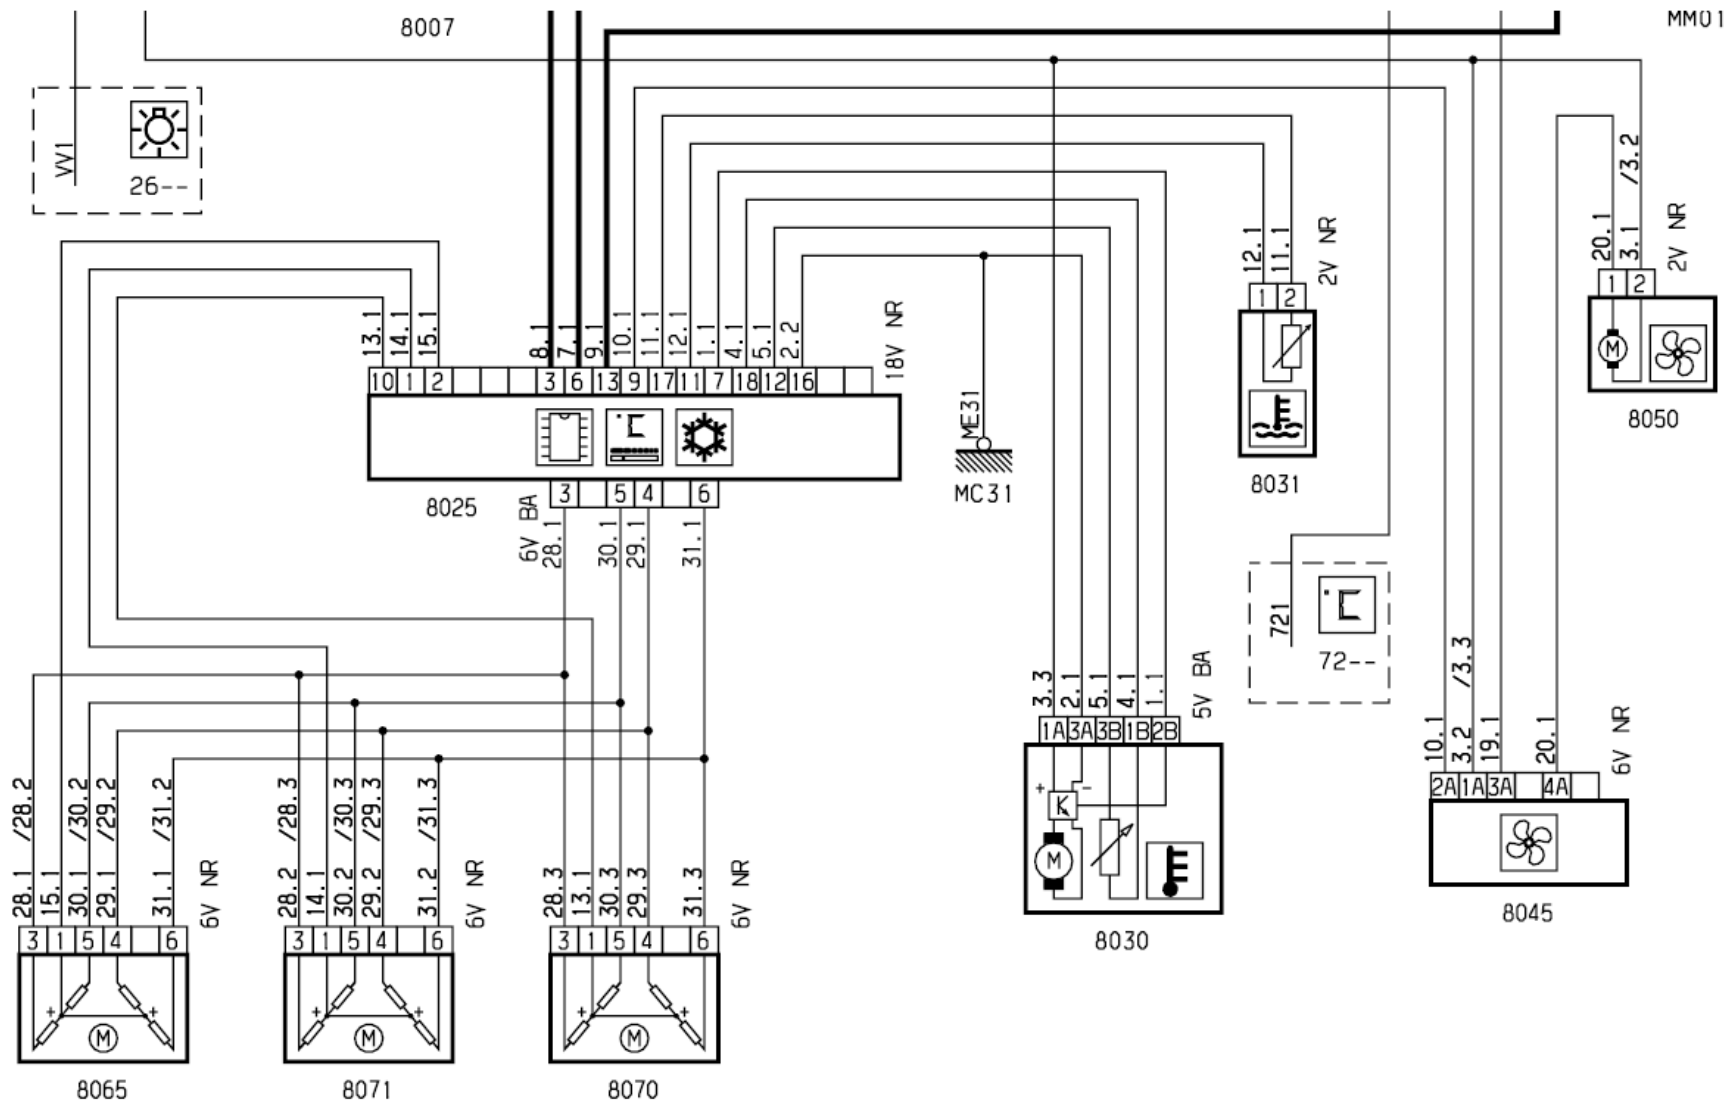 8007
MM01
VV1
26--
/3.2
20.1
3.1
2V NR
1 2
M
8050
12.1
11.1
2V NR
1 2
8031
13.1
14.1
15.1
8.1
7.1
9.1
10.1
11.1
12.1
1.1
4.1
5.1
2.2
18V NR
10 1 2 3 6 13 9 17 11 7 18 12 16
°C
8025
ME31
MC31
3 5 4 6
6V BA
28.1
30.1
29.1
31.1
721
°C
72--
3.3
2.1
5.1
4.1
1.1
5V BA
1A 3A 3B 1B 2B
+ -
K
M
8030
/3.3
10.1
3.2
19.1
20.1
6V NR
2A 1A 3A 4A
8045
/28.2
/30.2
/29.2
/31.2
28.1
15.1
30.1
29.1
31.1
6V NR
3 1 5 4 6
+ +
M
8065
/28.3
/30.3
/29.3
/31.3
28.2
14.1
30.2
29.2
31.2
6V NR
3 1 5 4 6
+ +
M
8071
28.3
13.1
30.3
29.3
31.3
6V NR
3 1 5 4 6
+ +
M
8070